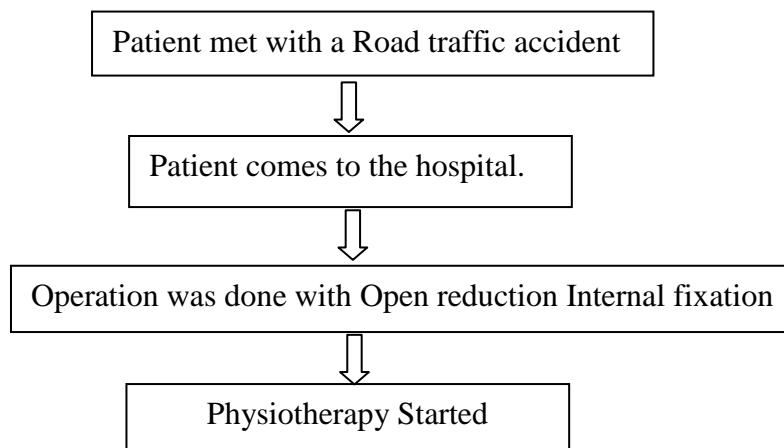 Patient met with a Road traffic accident
Patient comes to the hospital.
Operation was done with Open reduction Internal fixation
Physiotherapy Started